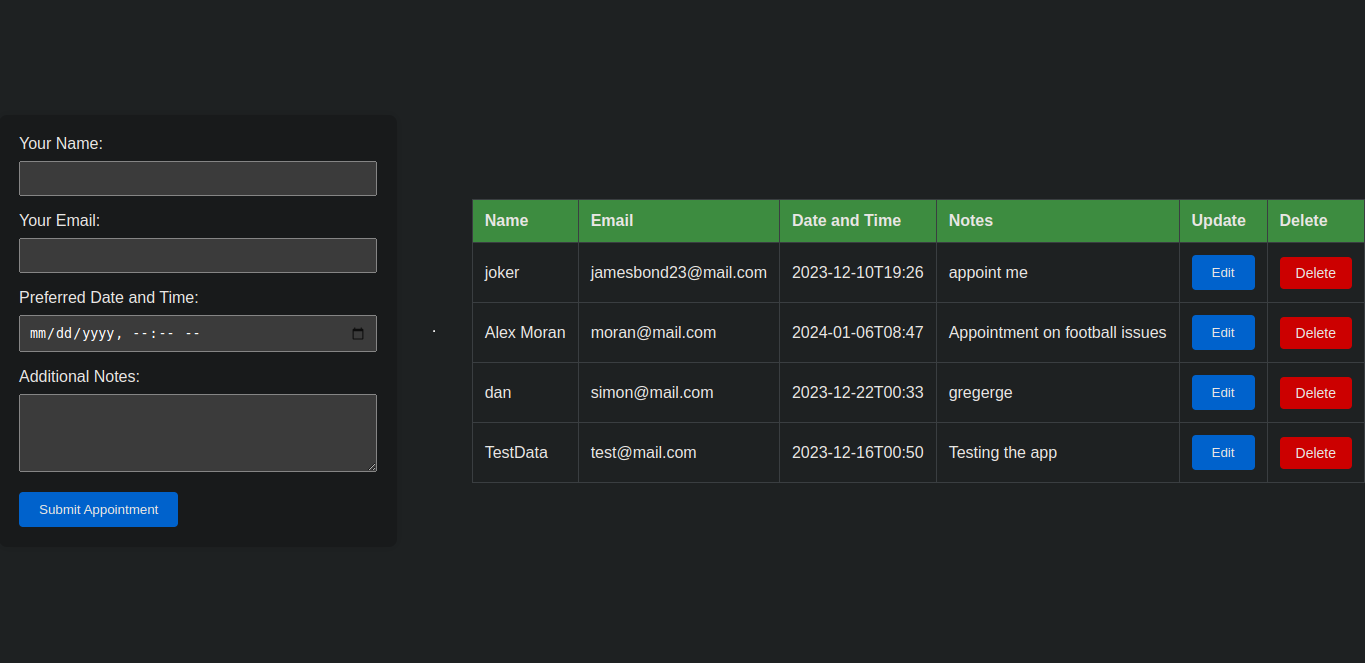 Your Name:
Your Email:
Preferred Date and Time:
mm/dd/yyyy, --:-- --
Additional Notes:
Submit Appointment
.
Name Email Date and Time Notes Update Delete
joker jamesbond23@mail.com 2023-12-10T19:26 appoint me Edit Delete
Alex Moran moran@mail.com 2024-01-06T08:47 Appointment on football issues Edit Delete
dan simon@mail.com 2023-12-22T00:33 gregerge Edit Delete
TestData test@mail.com 2023-12-16T00:50 Testing the app Edit Delete